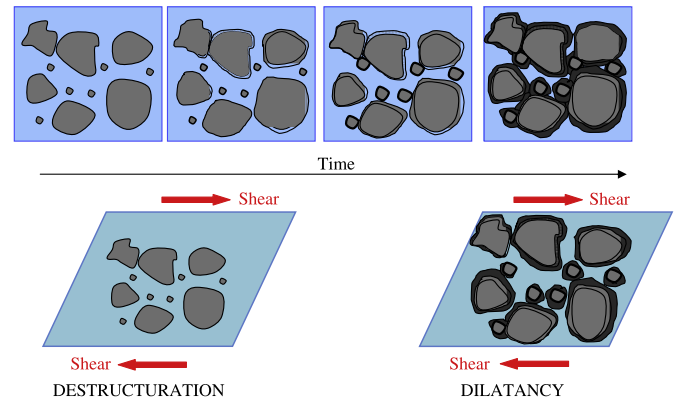 Time
Shear
Shear
Shear
Shear
DESTRUCTURATION
DILATANCY